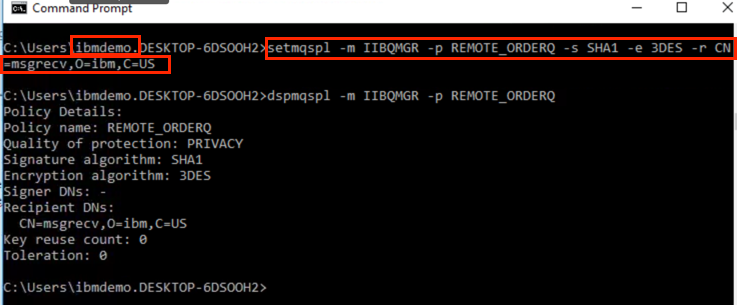 Command Prompt
C:\Users\ibmdemo.DESKTOP-6DSOOH2>setmqspl -m IIBQMGR -p REMOTE_ORDERQ -s SHA1 -e 3DES -r CN
=msgrecv,O=ibm,C=US
C:\Users\ibmdemo.DESKTOP-6DSOOH2>dspmqspl -m IIBQMGR -p REMOTE_ORDERQ
Policy Details:
Policy name: REMOTE_ORDERQ
Quality of protection: PRIVACY
Signature algorithm: SHA1
Encryption algorithm: 3DES
Signer DNs: -
Recipient DNs:
  CN=msgrecv,O=ibm,C=US
Key reuse count: 0
Toleration: 0
C:\Users\ibmdemo.DESKTOP-6DSOOH2>